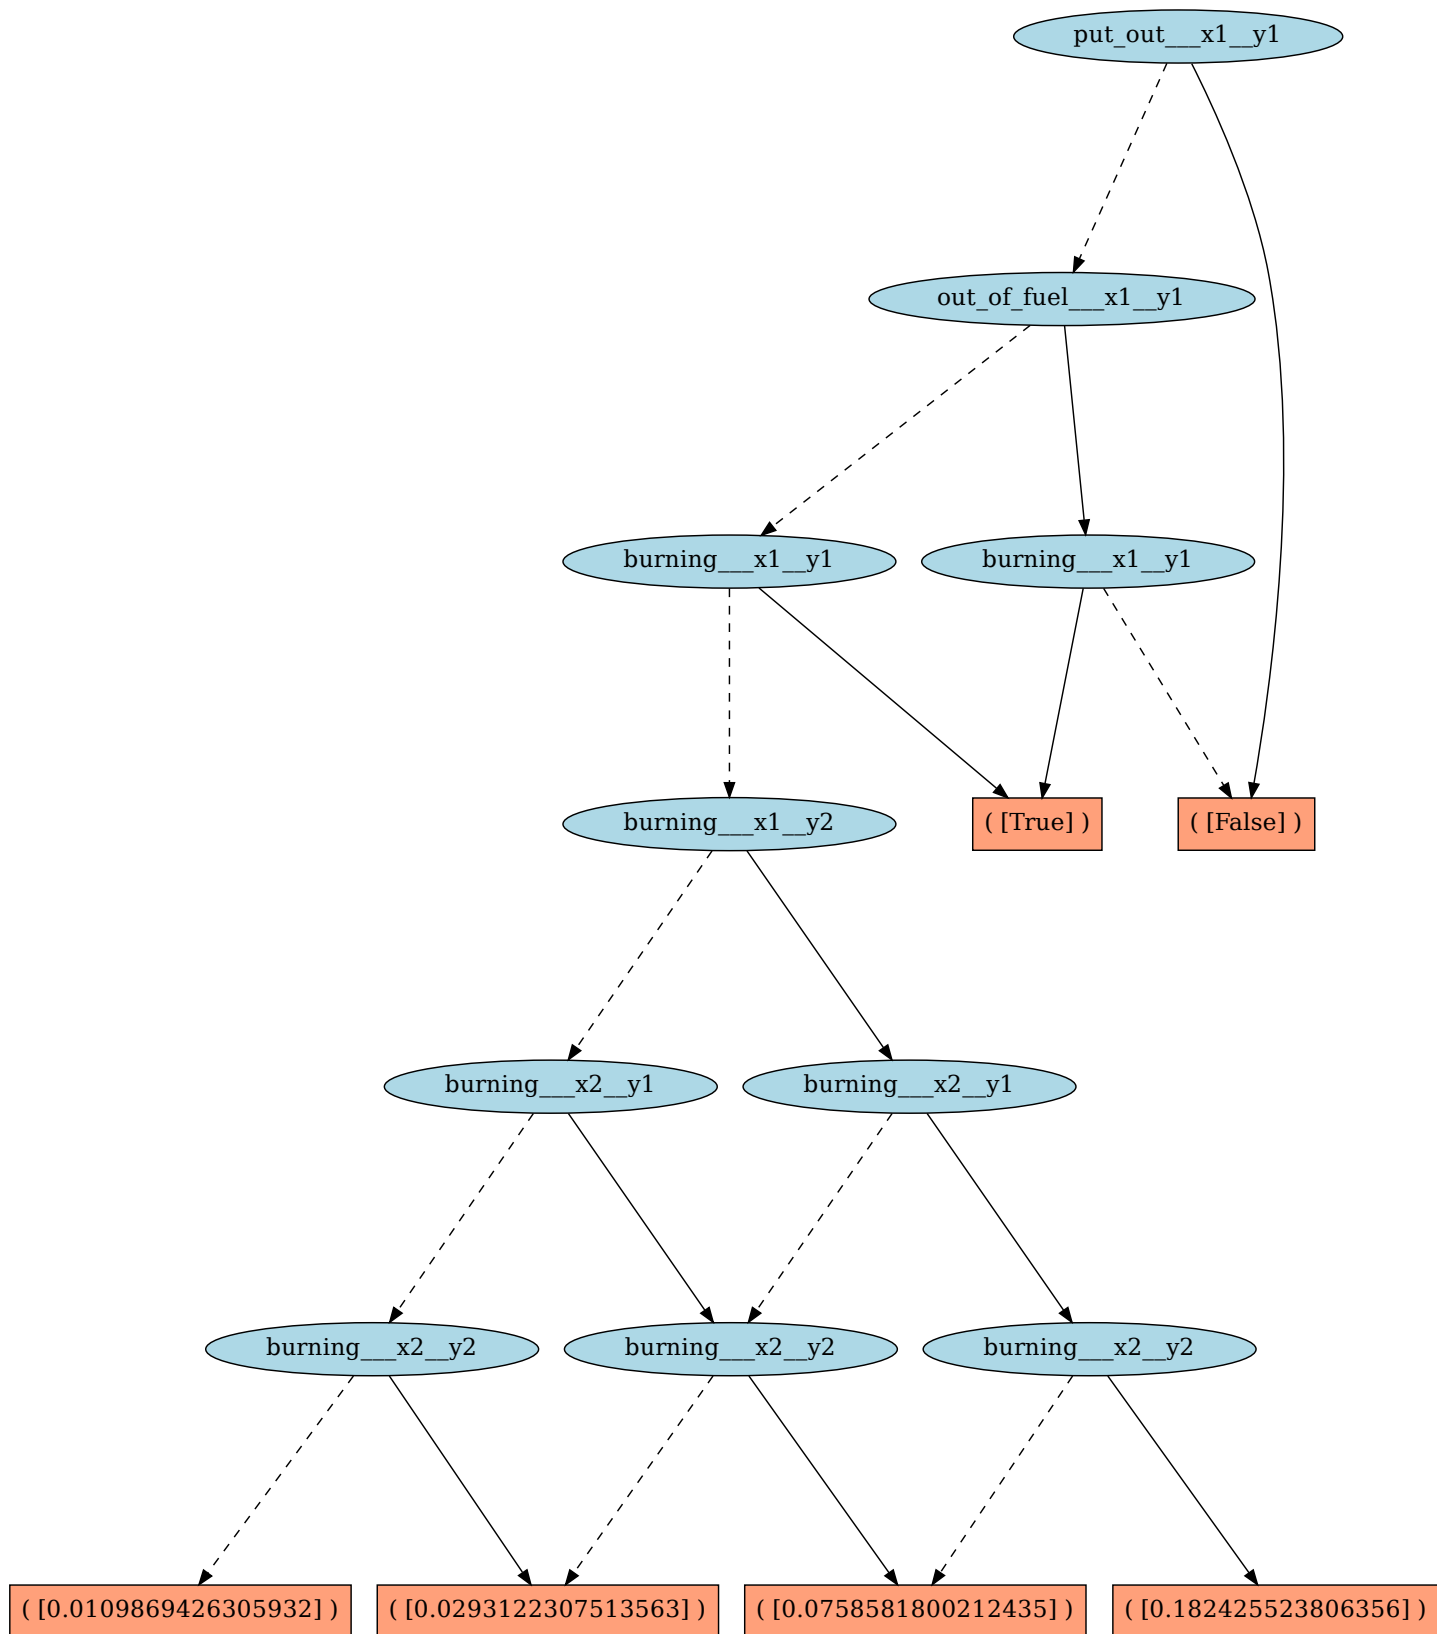 put_out___x1__y1
out_of_fuel___x1__y1
burning___x1__y1
burning___x1__y1
burning___x1__y2
( [True] )
( [False] )
burning___x2__y1
burning___x2__y1
burning___x2__y2
burning___x2__y2
burning___x2__y2
( [0.0109869426305932] )
( [0.0293122307513563] )
( [0.0758581800212435] )
( [0.182425523806356] )